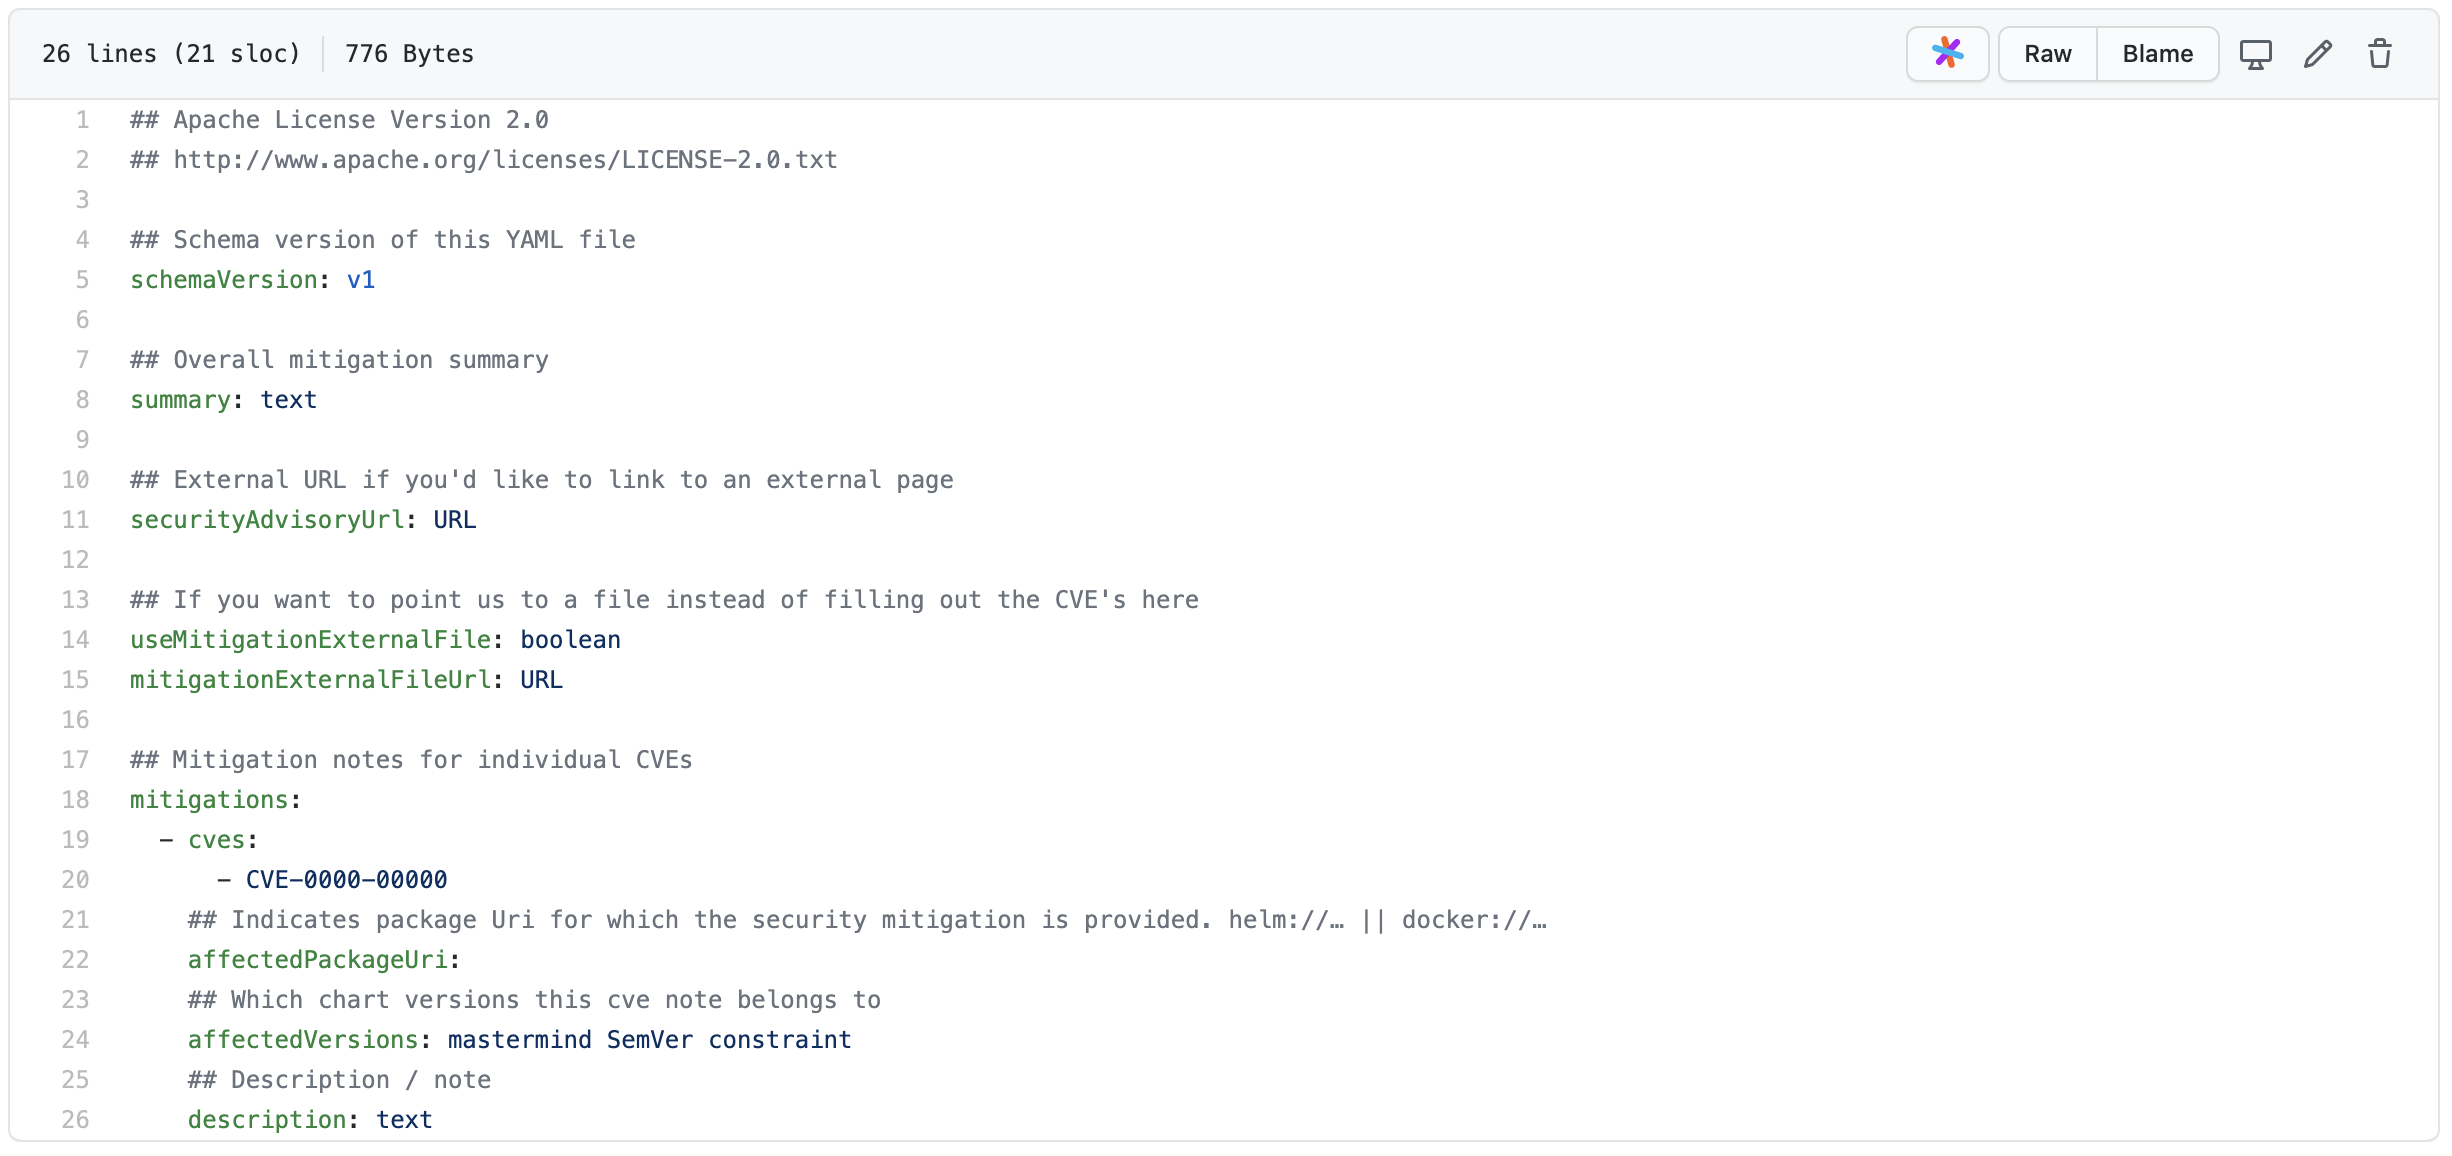 26 lines (21 sloc) 776 Bytes Raw Blame
1 ## Apache License Version 2.0
2 ## http://www.apache.org/licenses/LICENSE-2.0.txt
3
4 ## Schema version of this YAML file
5 schemaVersion: v1
6
7 ## Overall mitigation summary
8 summary: text
9
10 ## External URL if you'd like to link to an external page
11 securityAdvisoryUrl: URL
12
13 ## If you want to point us to a file instead of filling out the CVE's here
14 useMitigationExternalFile: boolean
15 mitigationExternalFileUrl: URL
16
17 ## Mitigation notes for individual CVEs
18 mitigations:
19   - cves:
20       - CVE-0000-00000
21     ## Indicates package Uri for which the security mitigation is provided. helm://… || docker://…
22     affectedPackageUri:
23     ## Which chart versions this cve note belongs to
24     affectedVersions: mastermind SemVer constraint
25     ## Description / note
26     description: text